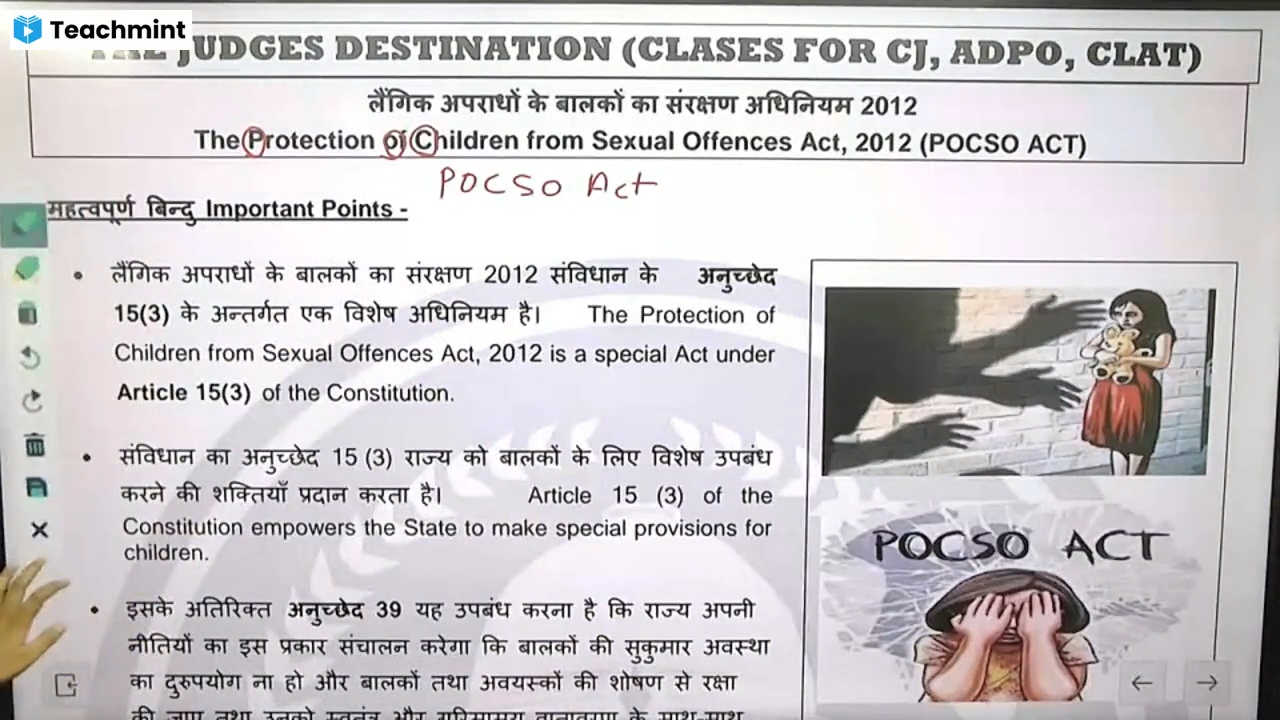 Teachmint
JUDGES DESTINATION (CLASES FOR CJ, ADPO, CLAT)
लैंगिक अपराधों के बालकों का संरक्षण अधिनियम 2012
The Protection of Children from Sexual Offences Act, 2012 (POCSO ACT)
POCSO Act
महत्वपूर्ण बिन्दु Important Points -
• लैंगिक अपराधों के बालकों का संरक्षण 2012 संविधान के अनुच्छेद
15(3) के अन्तर्गत एक विशेष अधिनियम है। The Protection of
Children from Sexual Offences Act, 2012 is a special Act under
Article 15(3) of the Constitution.
• संविधान का अनुच्छेद 15 (3) राज्य को बालकों के लिए विशेष उपबंध
करने की शक्तियाँ प्रदान करता है। Article 15 (3) of the
Constitution empowers the State to make special provisions for
children.
• इसके अतिरिक्त अनुच्छेद 39 यह उपबंध करना है कि राज्य अपनी
नीतियों का इस प्रकार संचालन करेगा कि बालकों की सुकुमार अवस्था
का दुरुपयोग ना हो और बालकों तथा अवयस्कों की शोषण से रक्षा
POCSO ACT